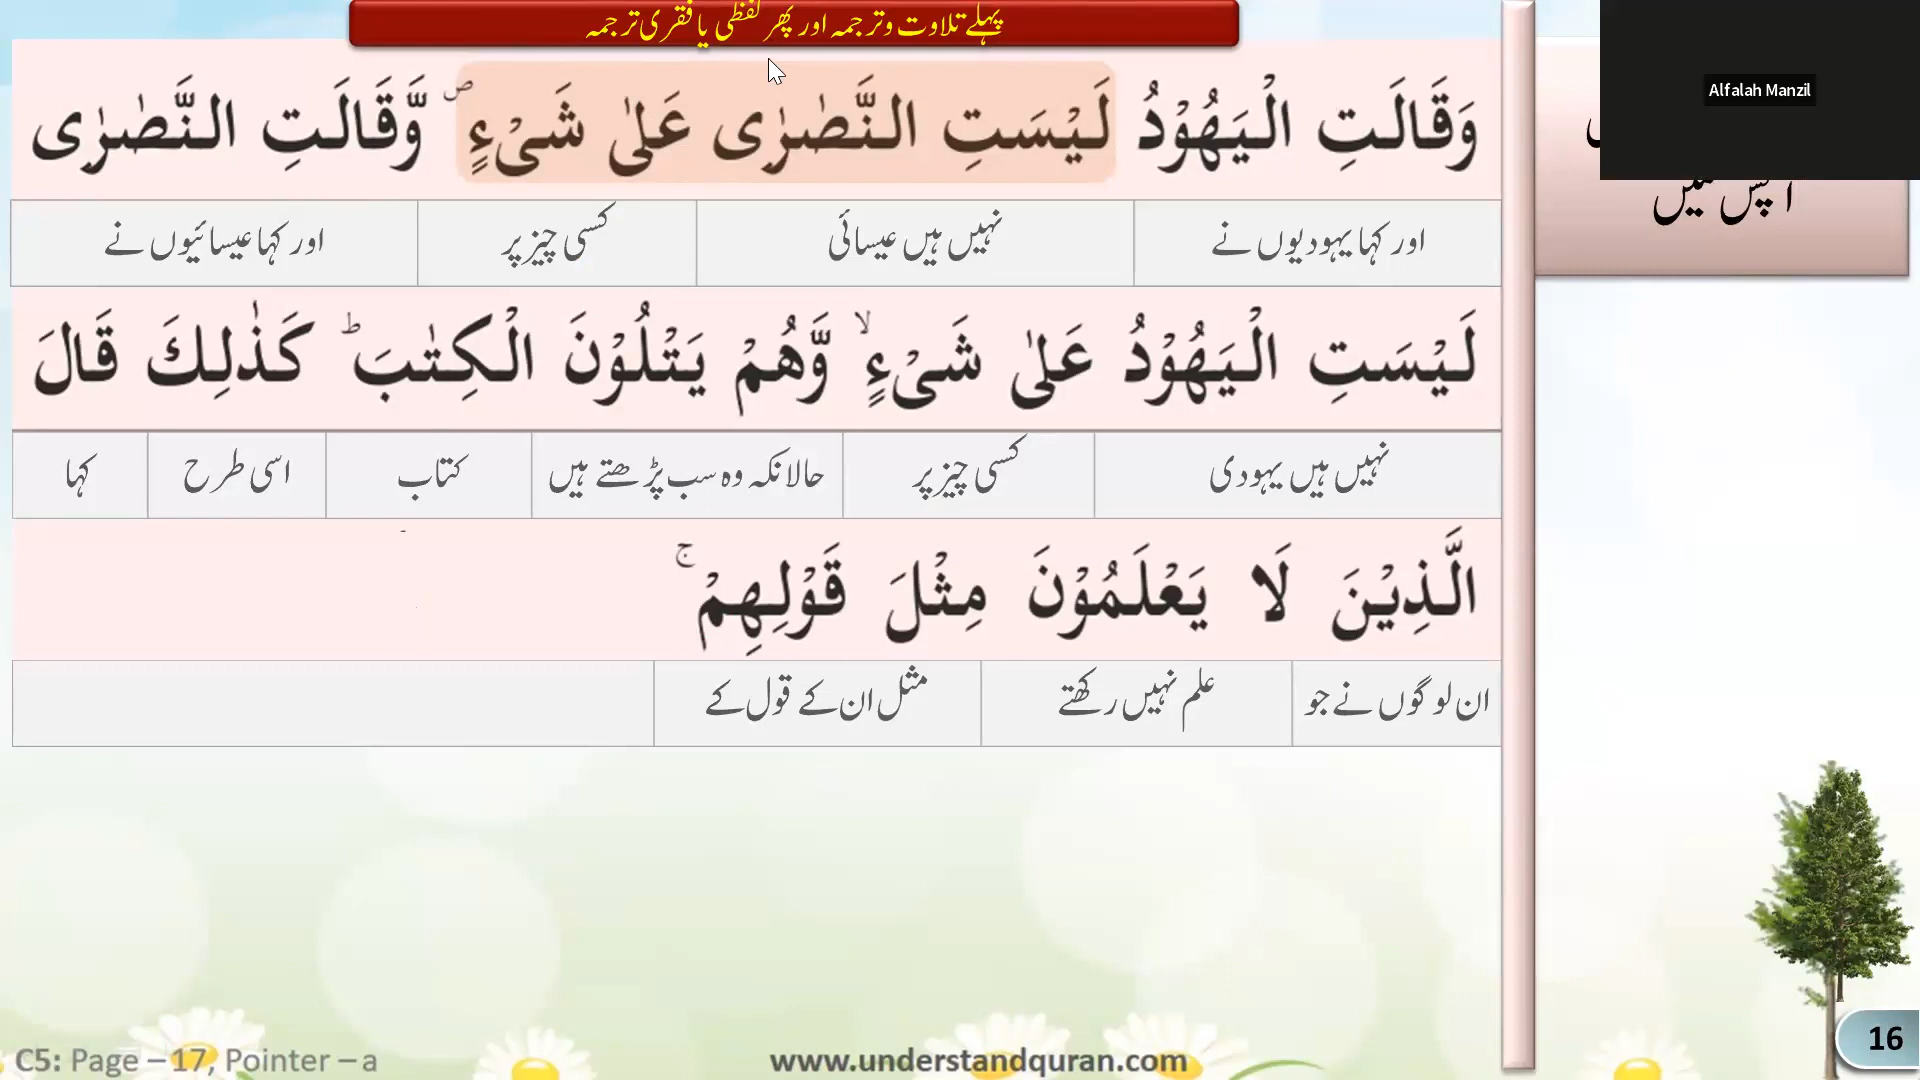 پہلے تلاوت وترجمہ اور پھر لفظی یا فقری ترجمہ
Alfalah Manzil
آپس میں
وَقَالَتِ الْيَهُوْدُ لَيْسَتِ النَّصٰرٰى عَلٰى شَىْءٍ ۖ وَّقَالَتِ النَّصٰرٰى
اور کہا یہودیوں نے نہیں ہیں عیسائی کسی چیز پر اور کہا عیسائیوں نے
لَيْسَتِ الْيَهُوْدُ عَلٰى شَىْءٍ ۙ وَّهُمْ يَتْلُوْنَ الْكِتٰبَ ؕ كَذٰلِكَ قَالَ
نہیں ہیں یہودی کسی چیز پر حالانکہ وہ سب پڑھتے ہیں کتاب اسی طرح کہا
الَّذِيْنَ لَا يَعْلَمُوْنَ مِثْلَ قَوْلِهِمْ ۚ
ان لوگوں نے جو علم نہیں رکھتے مثل ان کے قول کے
C5: Page – 17, Pointer – a
www.understandquran.com
16